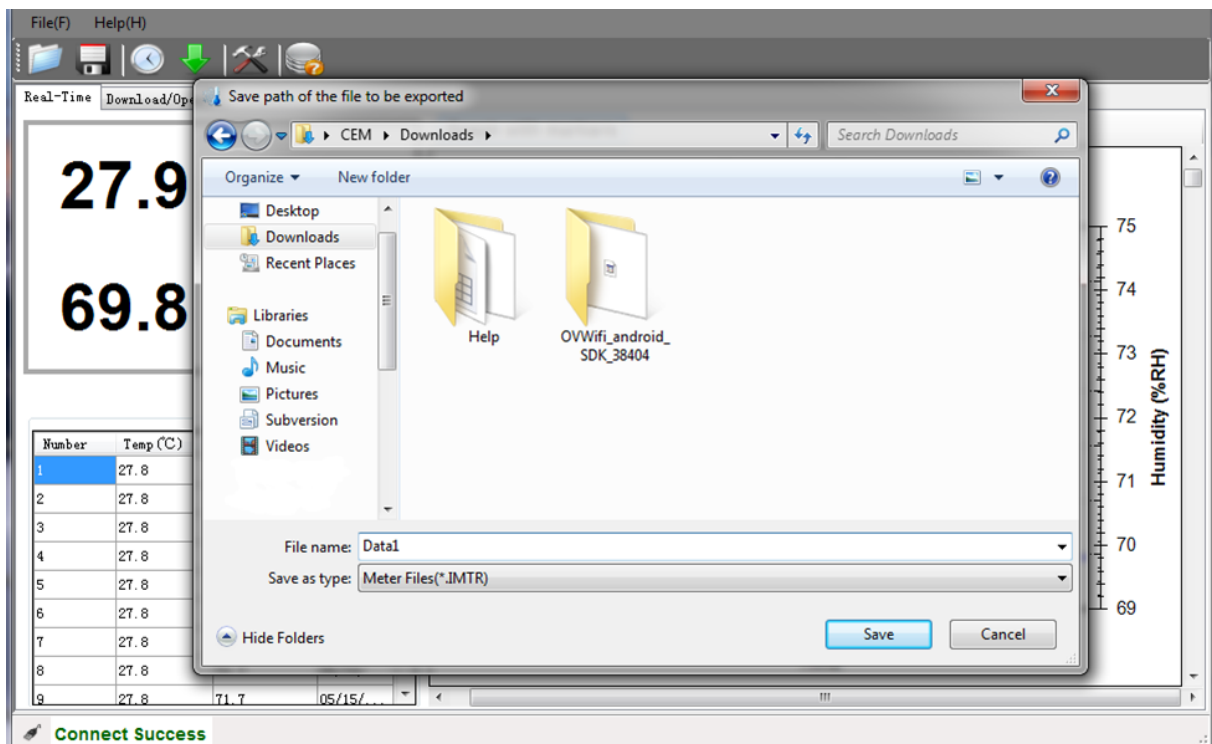 File(F) Help(H)
Real-Time Download/Ope
Save path of the file to be exported
CEM Downloads
Search Downloads
Organize New folder
27.9
69.8
Desktop
Downloads
Recent Places
Libraries
Documents
Music
Pictures
Subversion
Videos
Help
OVWifi_android_
SDK_38404
File name: Data1
Save as type: Meter Files(*.IMTR)
Hide Folders
Save Cancel
Number Temp(℃)
1 27.8
2 27.8
3 27.8
4 27.8
5 27.8
6 27.8
7 27.8
8 27.8
9 27.8 71.7 05/15/...
75
74
73
72
71
70
69
Humidity (%RH)
Connect Success